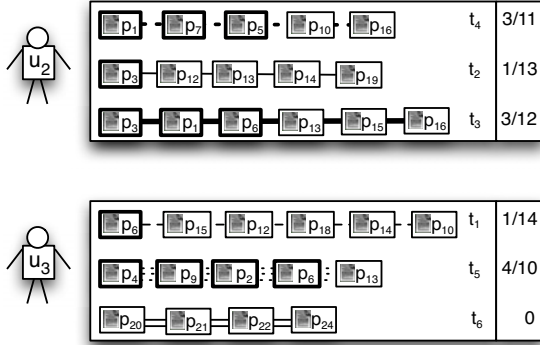 p1 p7 p5 p10 p16 t4 3/11
u2 p3 p12 p13 p14 p19 t2 1/13
p3 p1 p6 p13 p15 p16 t3 3/12
p6 p15 p12 p18 p14 p10 t1 1/14
u3 p4 p9 p2 p6 p13 t5 4/10
p20 p21 p22 p24 t6 0